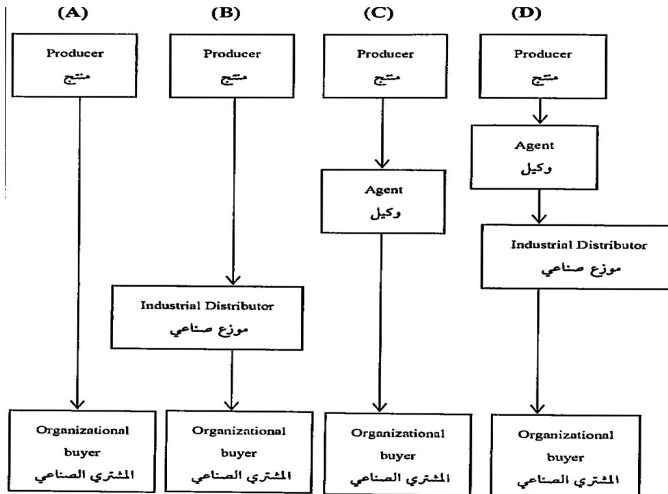 (A)
(B)
(C)
(D)
Producer
منتج
Producer
منتج
Producer
منتج
Producer
منتج
Agent
وكيل
Agent
وكيل
Industrial Distributor
موزع صناعي
Industrial Distributor
موزع صناعي
Organizational
buyer
المشتري الصناعي
Organizational
buyer
المشتري الصناعي
Organizational
buyer
المشتري الصناعي
Organizational
buyer
المشتري الصناعي